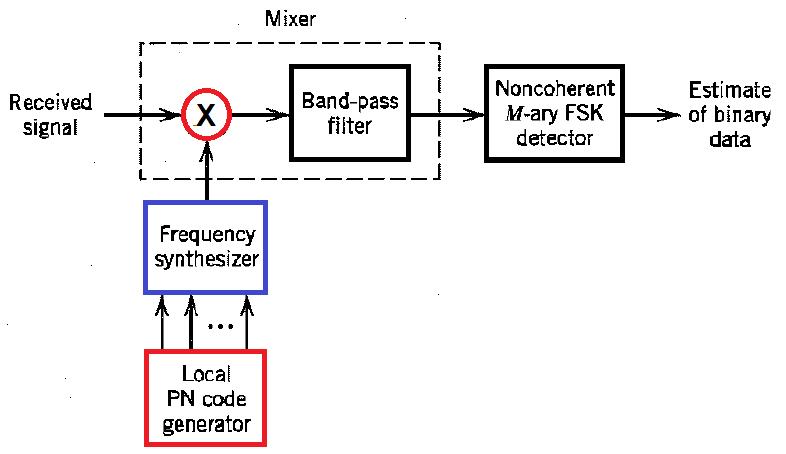 Mixer
Received
signal
X
Band-pass
filter
Noncoherent
M-ary FSK
detector
Estimate
of binary
data
Frequency
synthesizer
...
Local
PN code
generator